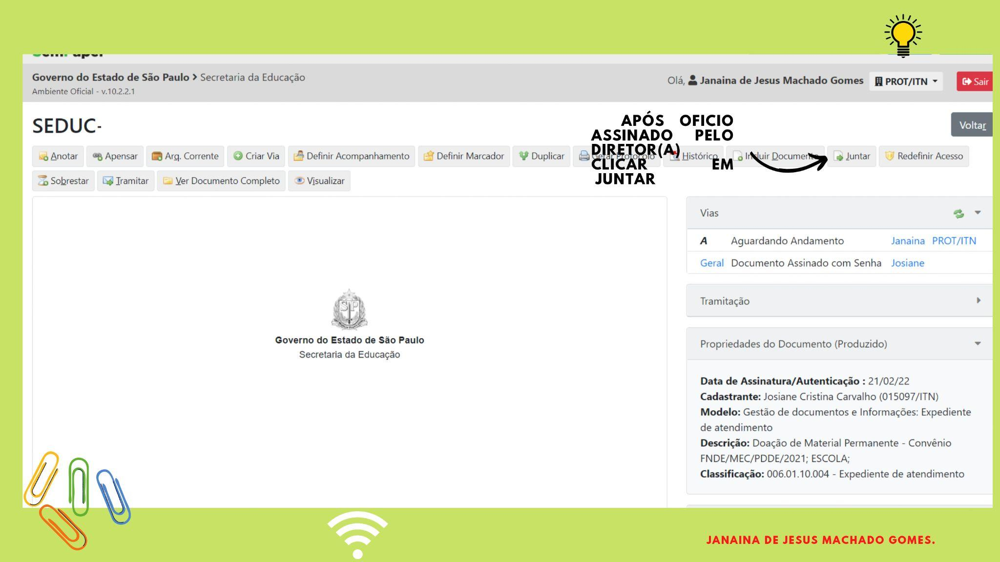 SemPapel
Governo do Estado de São Paulo > Secretaria da Educação
Ambiente Oficial - v.10.2.2.1
Olá, Janaina de Jesus Machado Gomes PROT/ITN Sair
SEDUC-
Voltar
APÓS OFICIO
ASSINADO PELO
DIRETOR(A)
CLICAR EM
JUNTAR
Anotar Apensar Arq. Corrente Criar Via Definir Acompanhamento Definir Marcador Duplicar Gerar Protocolo Histórico Incluir Documento Juntar Redefinir Acesso
Sobrestar Tramitar Ver Documento Completo Visualizar
SP
Governo do Estado de São Paulo
Secretaria da Educação
Vias
A Aguardando Andamento Janaina PROT/ITN
Geral Documento Assinado com Senha Josiane
Tramitação
Propriedades do Documento (Produzido)
Data de Assinatura/Autenticação : 21/02/22
Cadastrante: Josiane Cristina Carvalho (015097/ITN)
Modelo: Gestão de documentos e Informações: Expediente
de atendimento
Descrição: Doação de Material Permanente - Convênio
FNDE/MEC/PDDE/2021; ESCOLA;
Classificação: 006.01.10.004 - Expediente de atendimento
JANAINA DE JESUS MACHADO GOMES.